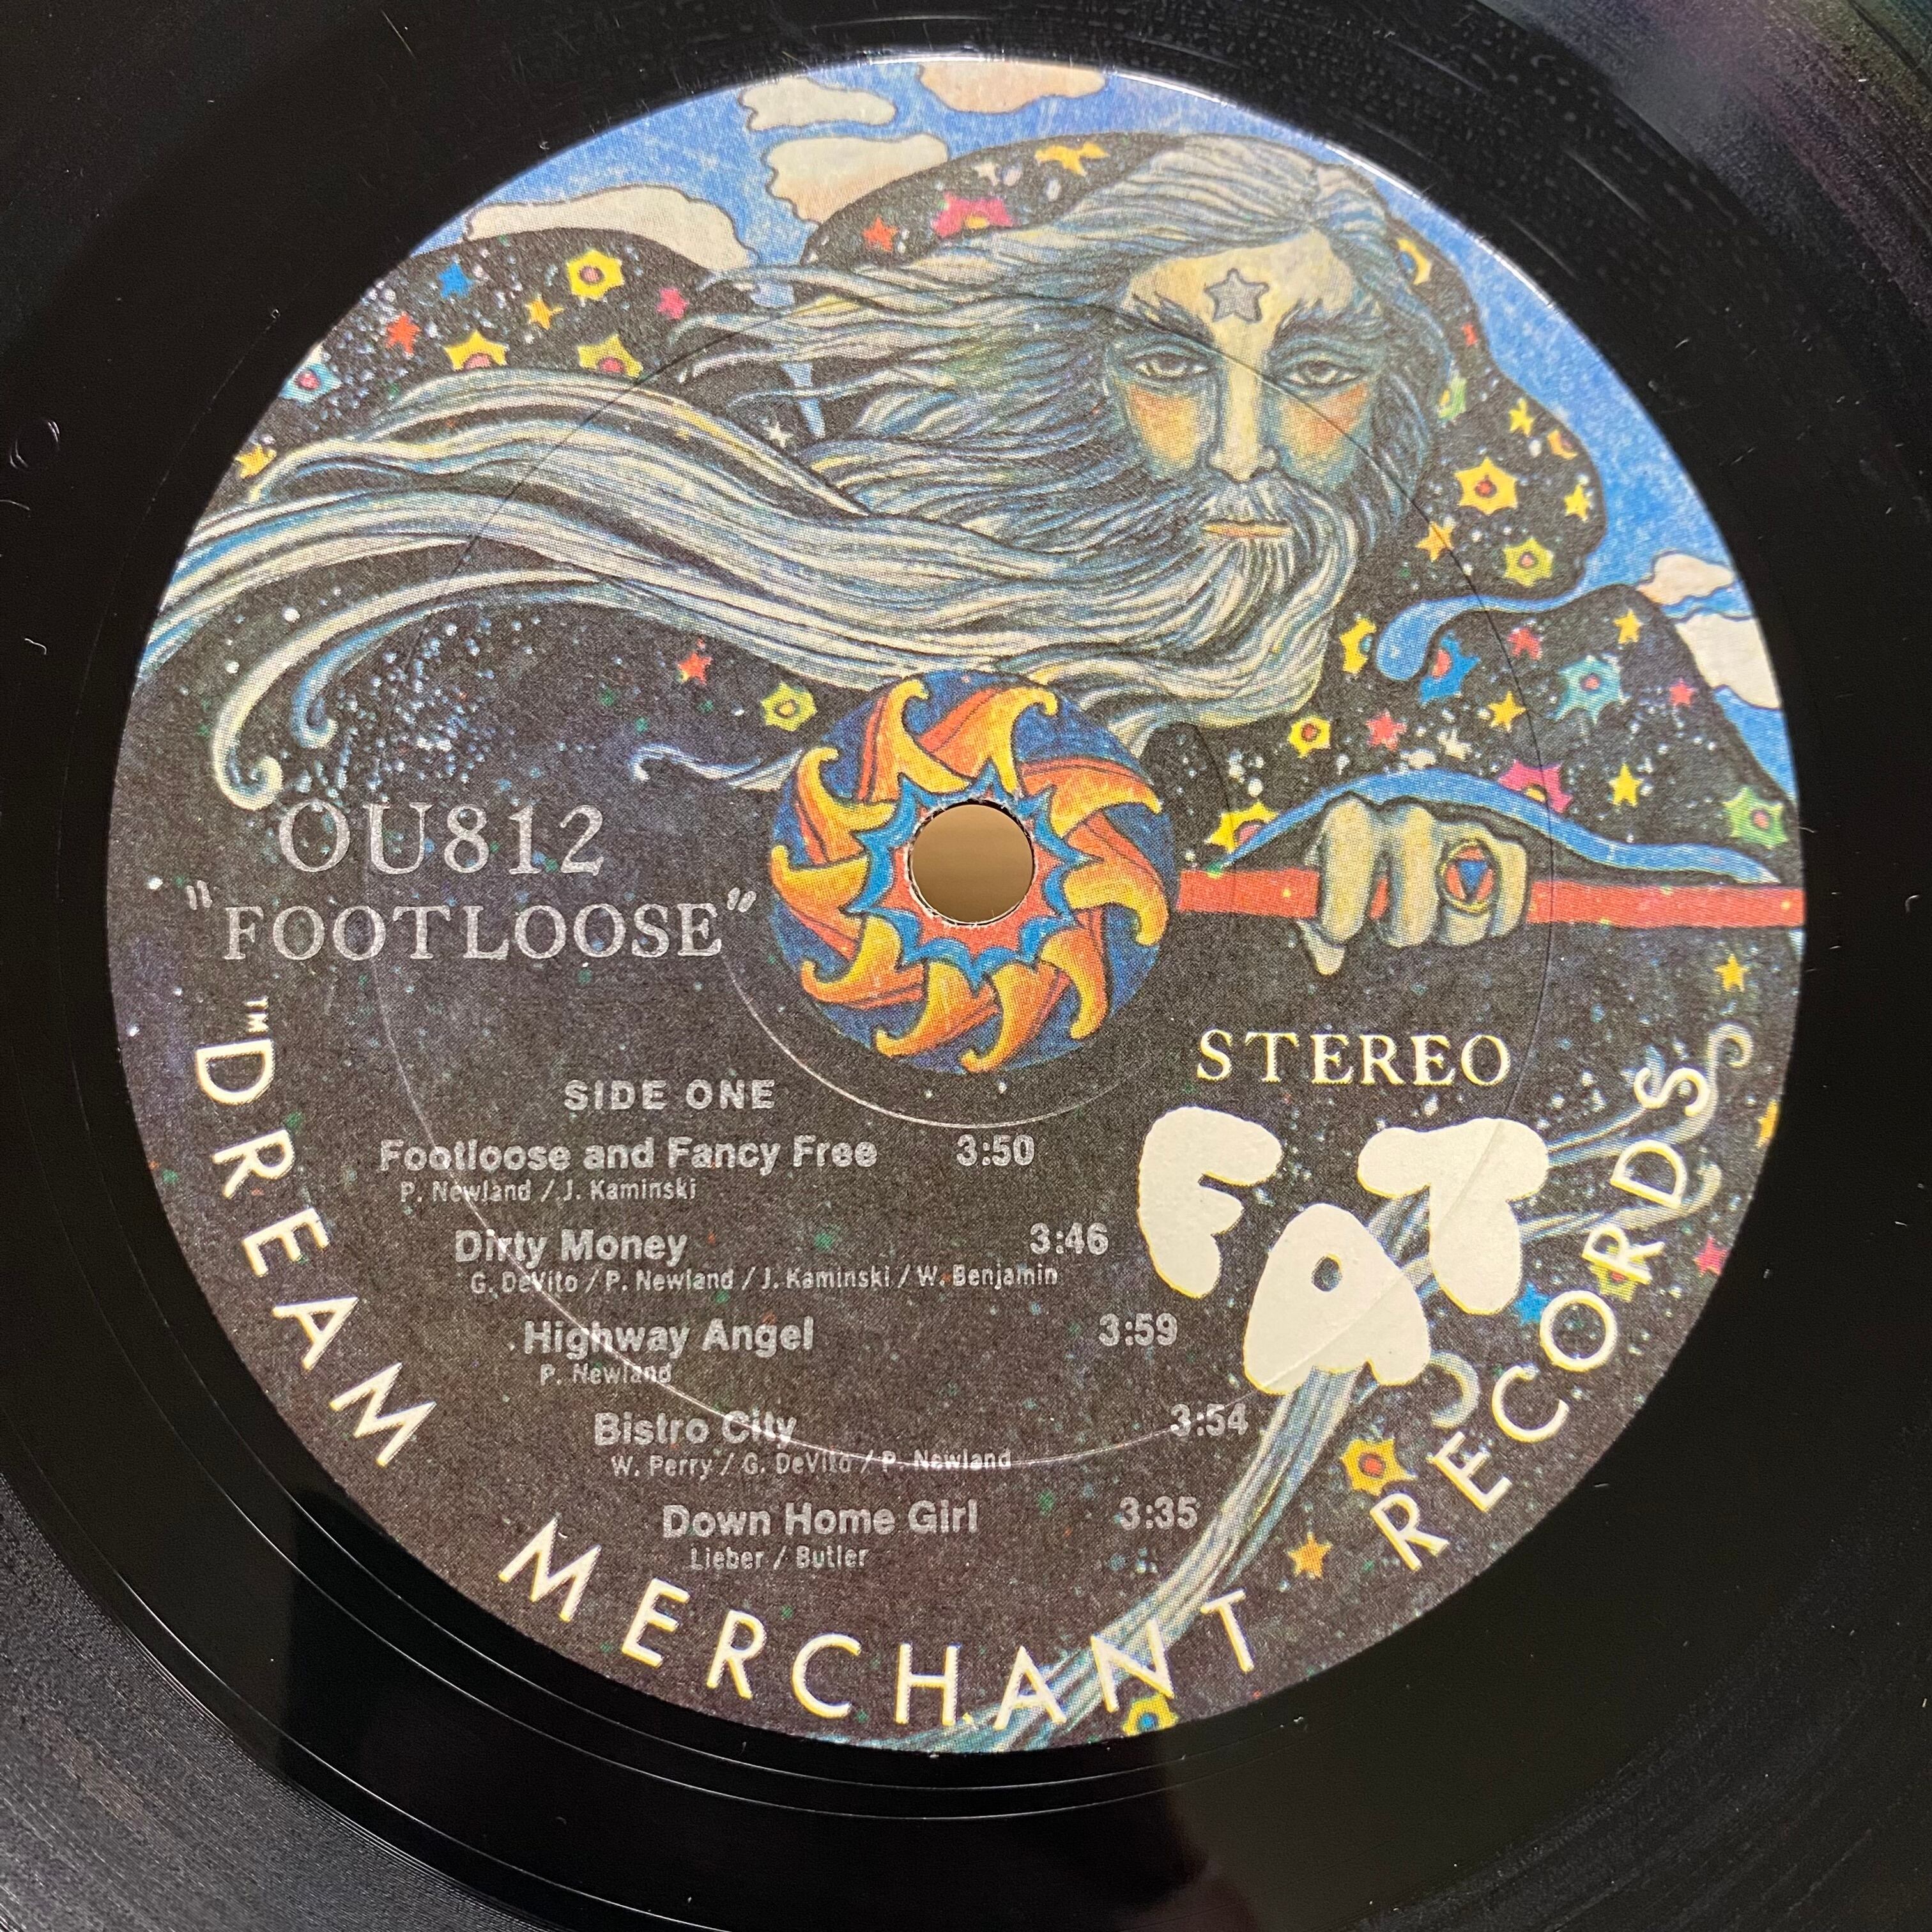 OU812
"FOOTLOOSE"
STEREO
SIDE ONE
Footloose and Fancy Free 3:50
P. Newland / J. Kaminski
Dirty Money 3:46
G. DeVito / P. Newland / J. Kaminski / W. Benjamin
Highway Angel 3:59
P. Newland
Bistro City 3:54
W. Perry / G. DeVito / P. Newland
Down Home Girl 3:35
Lieber / Butler
FAT
™DREAM MERCHANT RECORDS